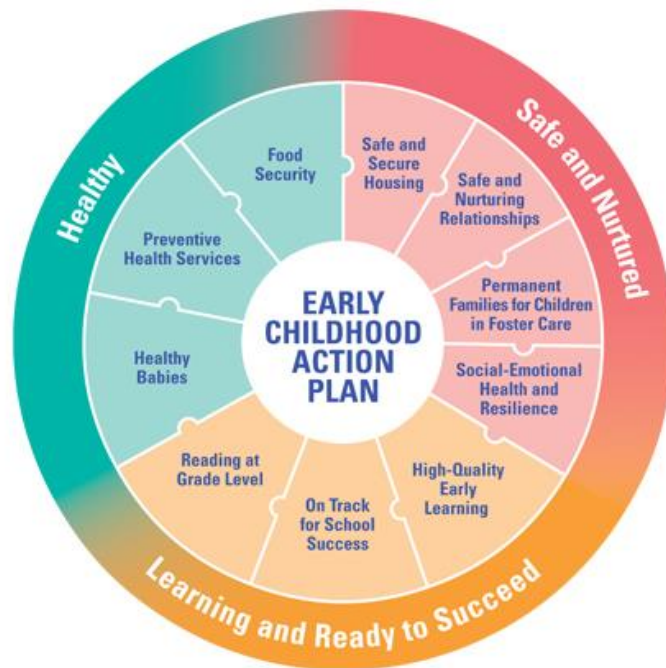 Healthy
Safe and Nurtured
Learning and Ready to Succeed
EARLY
CHILDHOOD
ACTION
PLAN
Food
Security
Safe and
Secure
Housing
Safe and
Nurturing
Relationships
Permanent
Families for Children
in Foster Care
Social-Emotional
Health and
Resilience
High-Quality
Early
Learning
On Track
for School
Success
Reading at
Grade Level
Healthy
Babies
Preventive
Health Services